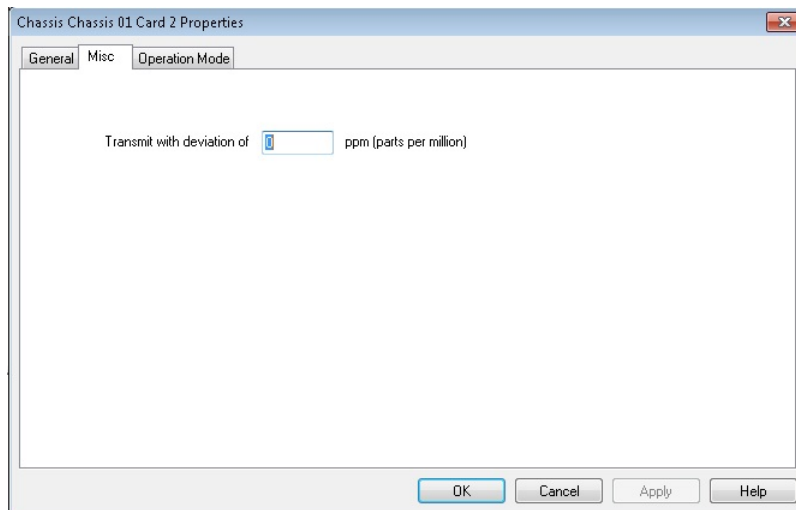 Chassis Chassis 01 Card 2 Properties
General Misc Operation Mode
Transmit with deviation of 0 ppm (parts per million)
OK Cancel Apply Help